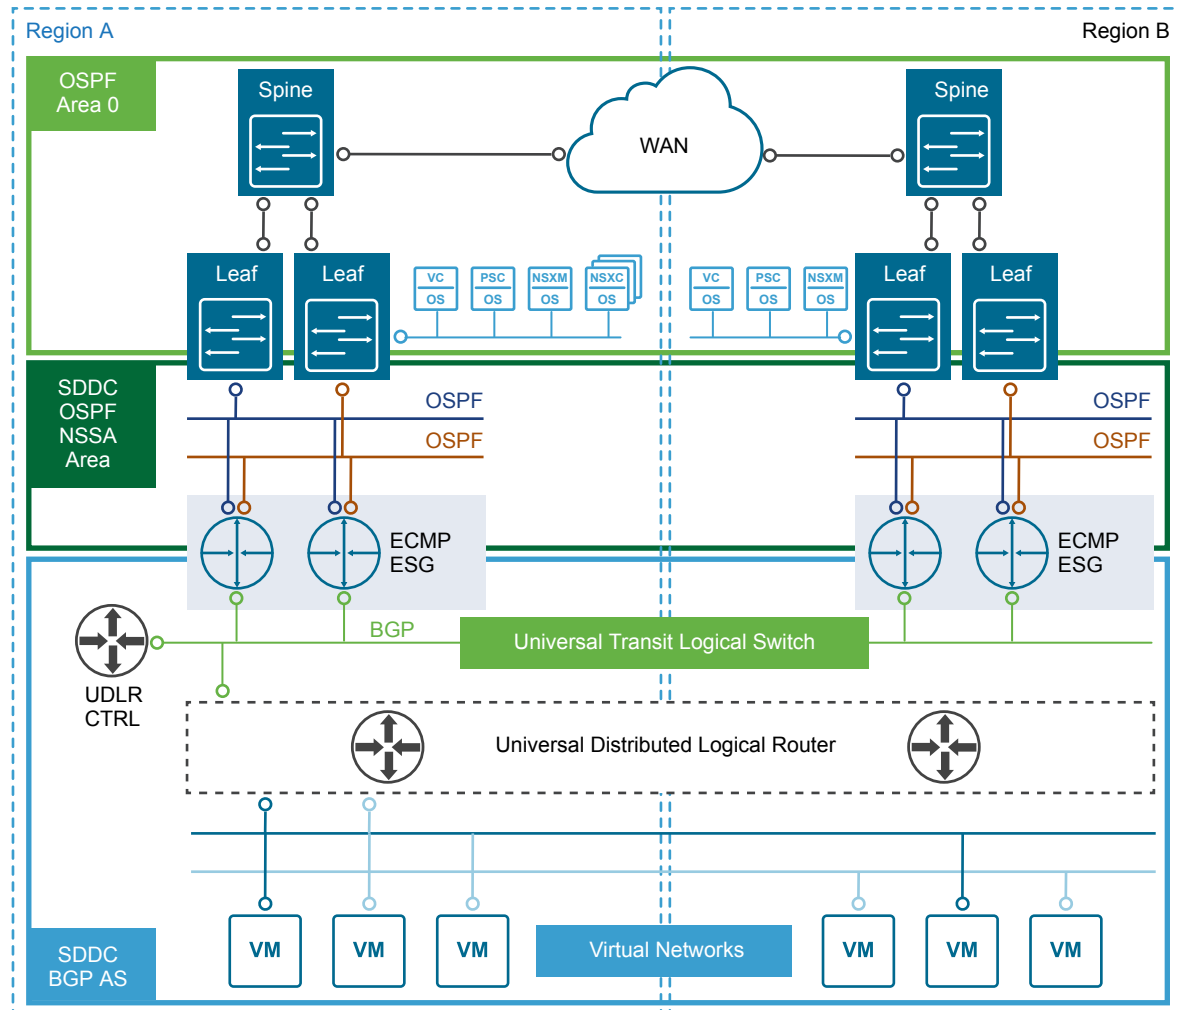 Region A
Region B
OSPF
Area 0
Spine
WAN
Spine
Leaf
Leaf
VC
OS
PSC
OS
NSXM
OS
NSXC
OS
VC
OS
PSC
OS
NSXM
OS
Leaf
Leaf
SDDC
OSPF
NSSA
Area
OSPF
OSPF
OSPF
OSPF
ECMP
ESG
ECMP
ESG
BGP
Universal Transit Logical Switch
UDLR
CTRL
Universal Distributed Logical Router
SDDC
BGP AS
VM
VM
VM
Virtual Networks
VM
VM
VM